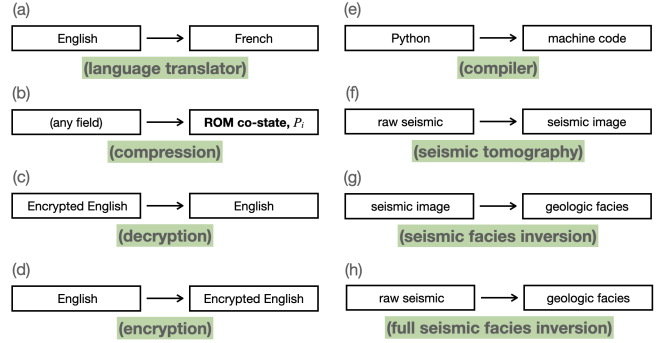 (a)
English
French
(language translator)
(b)
(any field)
ROM co-state, Pᵢ
(compression)
(c)
Encrypted English
English
(decryption)
(d)
English
Encrypted English
(encryption)
(e)
Python
machine code
(compiler)
(f)
raw seismic
seismic image
(seismic tomography)
(g)
seismic image
geologic facies
(seismic facies inversion)
(h)
raw seismic
geologic facies
(full seismic facies inversion)